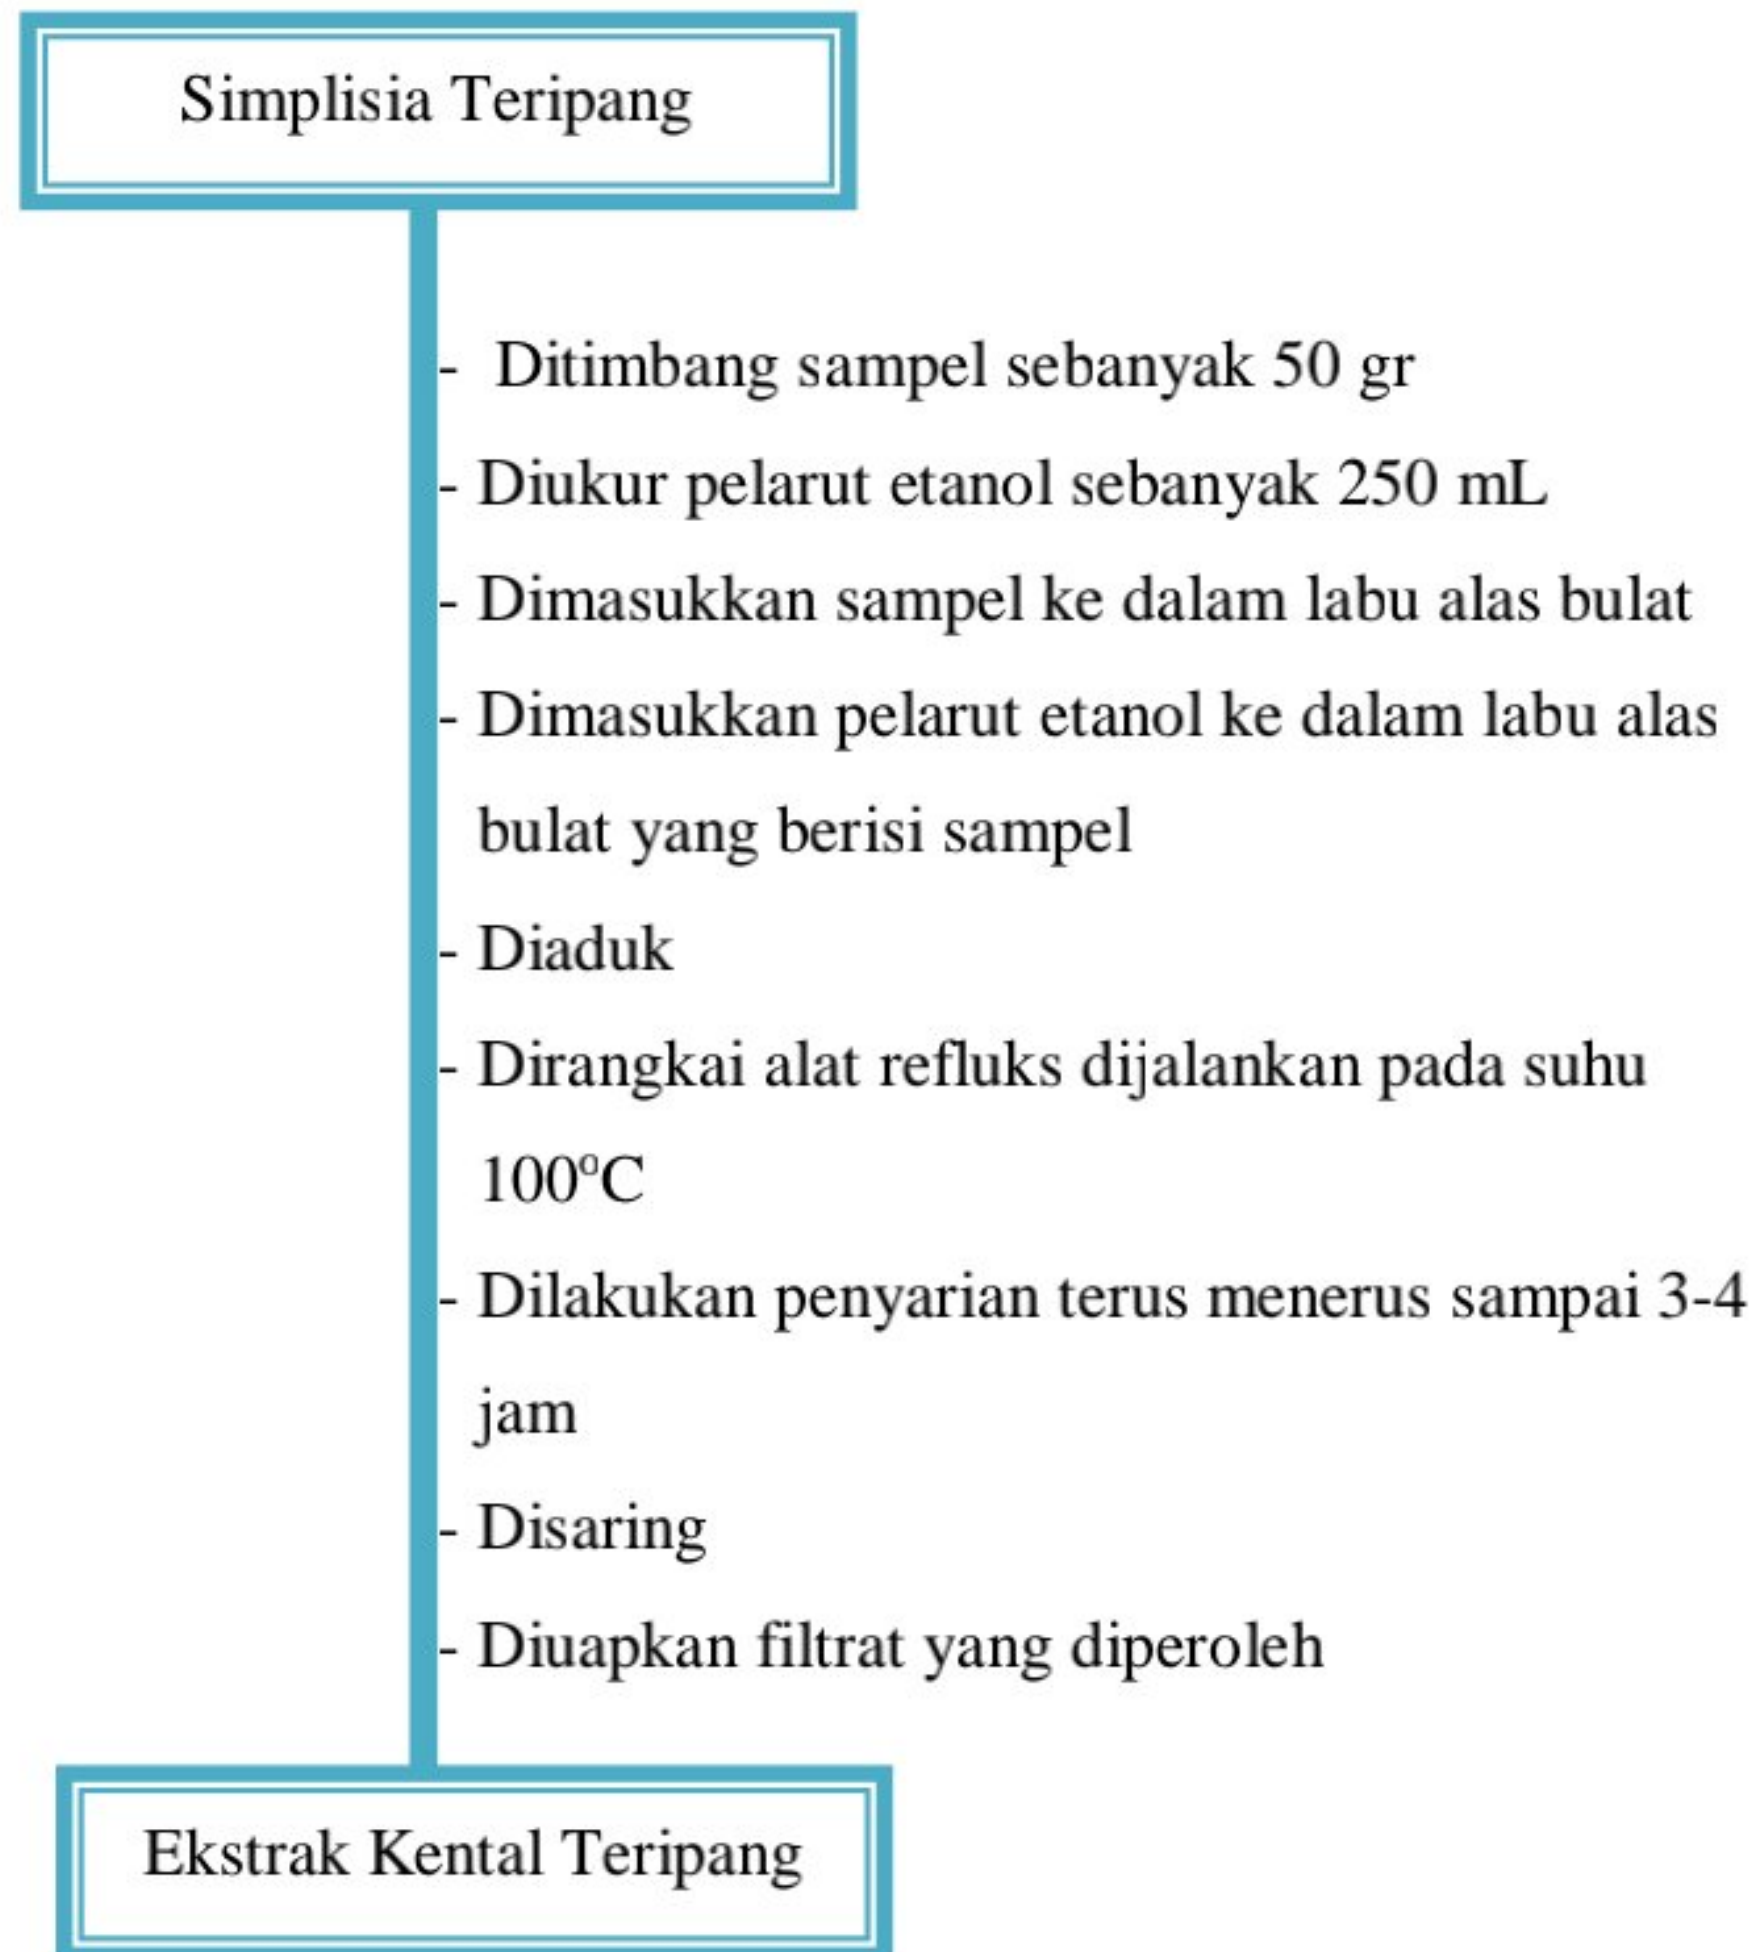 Simplisia Teripang
- Ditimbang sampel sebanyak 50 gr
- Diukur pelarut etanol sebanyak 250 mL
- Dimasukkan sampel ke dalam labu alas bulat
- Dimasukkan pelarut etanol ke dalam labu alas
bulat yang berisi sampel
- Diaduk
- Dirangkai alat refluks dijalankan pada suhu
100ºC
- Dilakukan penyarian terus menerus sampai 3-4
jam
- Disaring
- Diuapkan filtrat yang diperoleh
Ekstrak Kental Teripang